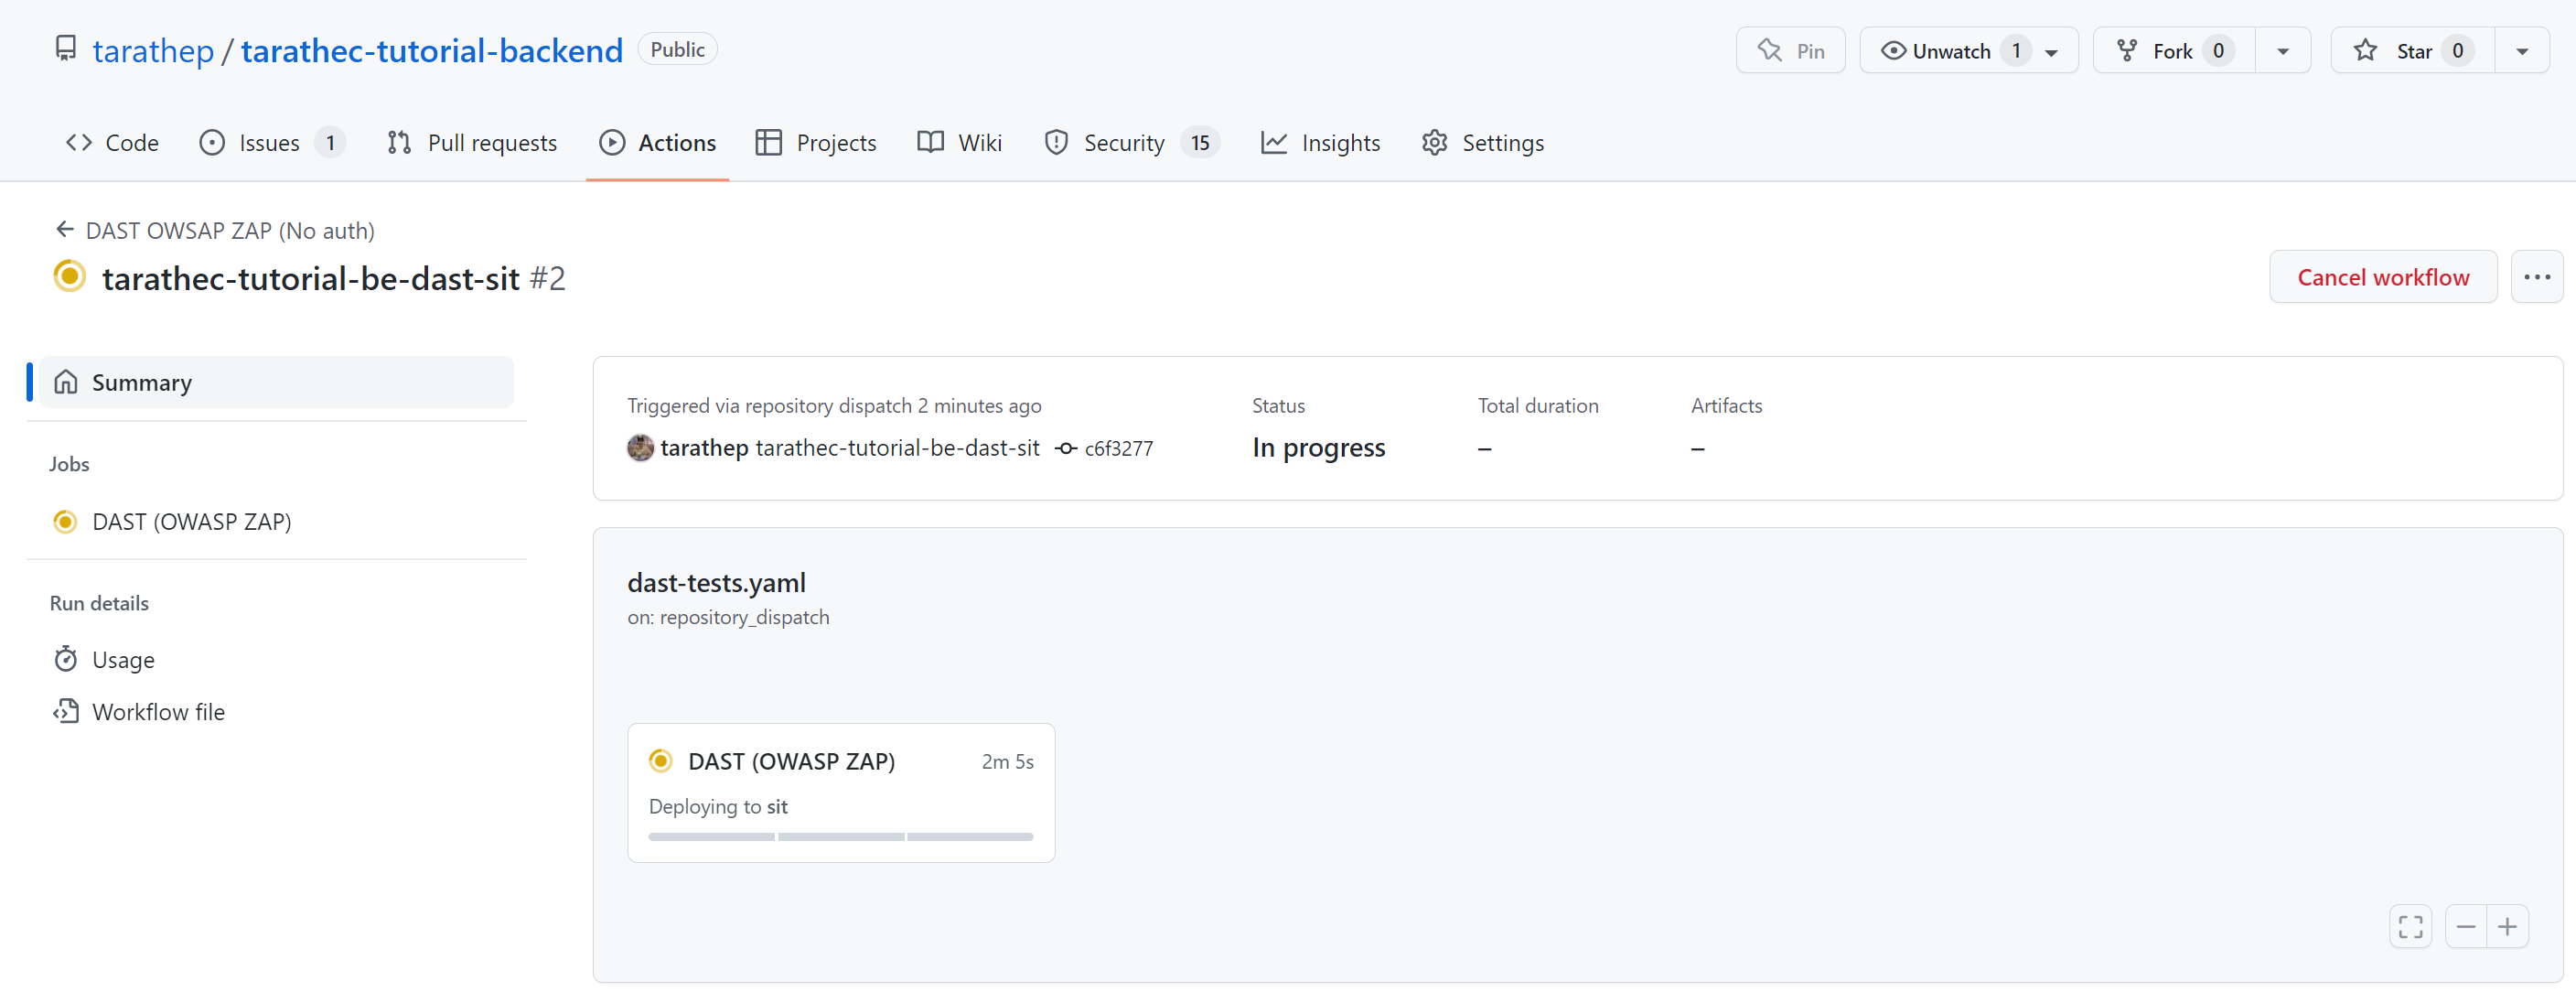 tarathep / tarathec-tutorial-backend Public
Pin Unwatch 1 Fork 0 Star 0
Code Issues 1 Pull requests Actions Projects Wiki Security 15 Insights Settings
DAST OWSAP ZAP (No auth)
tarathec-tutorial-be-dast-sit #2
Cancel workflow
Summary
Jobs
DAST (OWASP ZAP)
Run details
Usage
Workflow file
Triggered via repository dispatch 2 minutes ago
tarathep tarathec-tutorial-be-dast-sit c6f3277
Status
In progress
Total duration
–
Artifacts
–
dast-tests.yaml
on: repository_dispatch
DAST (OWASP ZAP) 2m 5s
Deploying to sit